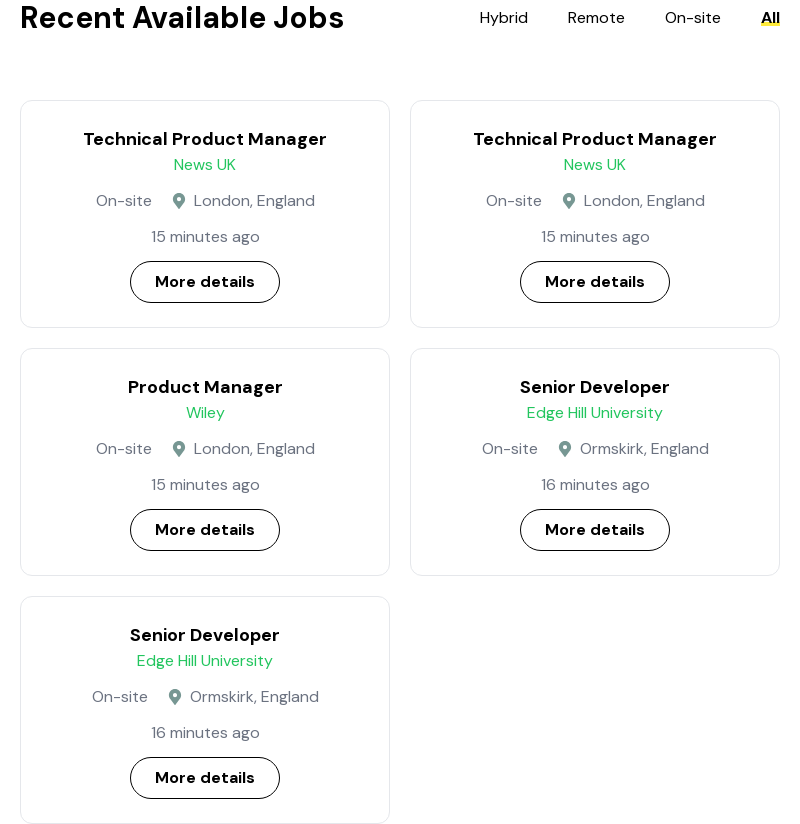 Recent Available Jobs
Hybrid Remote On-site All
Technical Product Manager
News UK
On-site London, England
15 minutes ago
More details
Technical Product Manager
News UK
On-site London, England
15 minutes ago
More details
Product Manager
Wiley
On-site London, England
15 minutes ago
More details
Senior Developer
Edge Hill University
On-site Ormskirk, England
16 minutes ago
More details
Senior Developer
Edge Hill University
On-site Ormskirk, England
16 minutes ago
More details